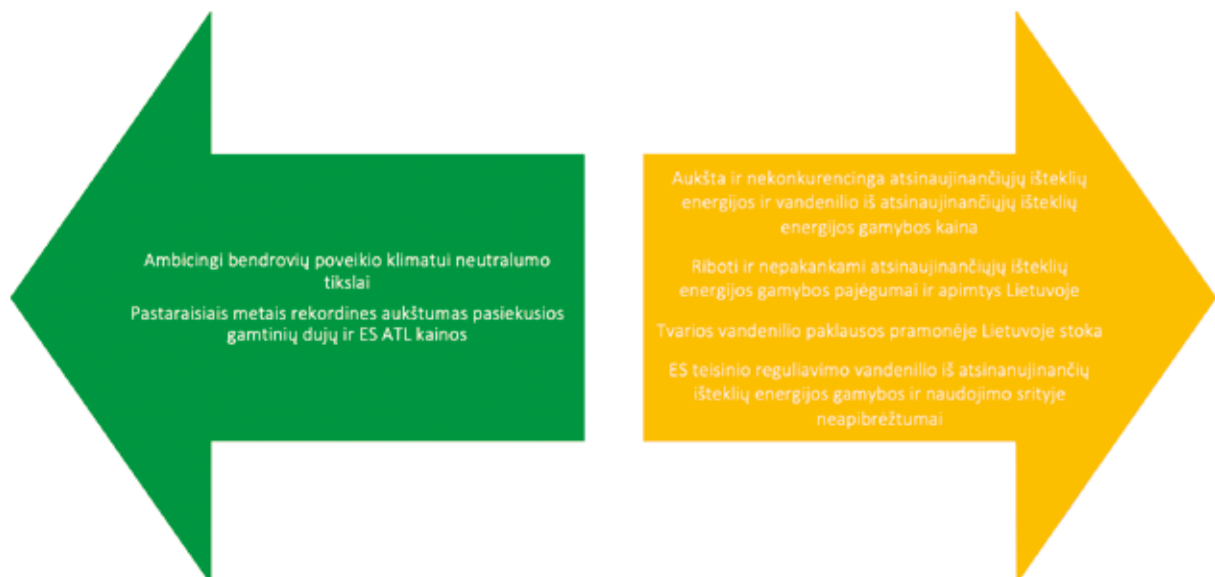 Ambicingi bendrovių poveikio klimatui neutralumo
tikslai
Pastaraisiais metais rekordines aukštumas pasiekusios
gamtinių dujų ir ES ATL kainos
Aukšta ir nekonkurencinga atsinaujinančiųjų išteklių
energijos ir vandenilio iš atsinaujinančiųjų išteklių
energijos gamybos kaina
Riboti ir nepakankami atsinaujinančiųjų išteklių
energijos gamybos pajėgumai ir apimtys Lietuvoje
Tvarios vandenilio paklausos pramonėje Lietuvoje stoka
ES teisinio reguliavimo vandenilio iš atsinanujinančių
išteklių energijos gamybos ir naudojimo srityje
neapibrėžtumai